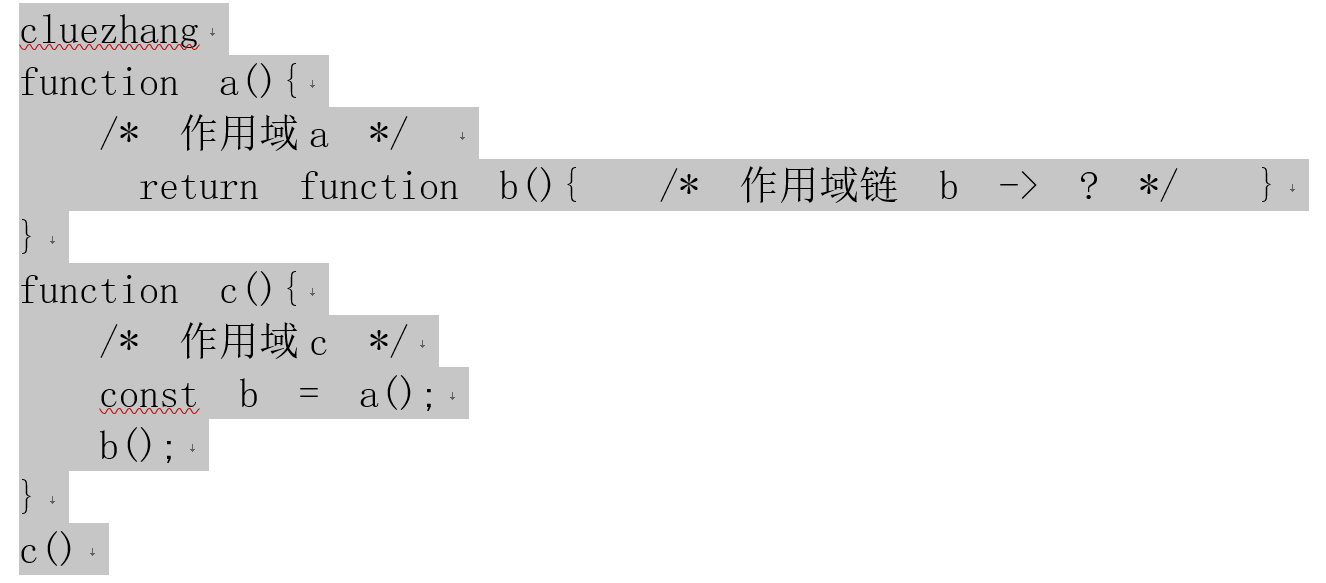 cluezhang
function a(){
/* 作用域a */
return function b(){ /* 作用域链 b -> ? */ }
}
function c(){
/* 作用域c */
const b = a();
b();
}
c()